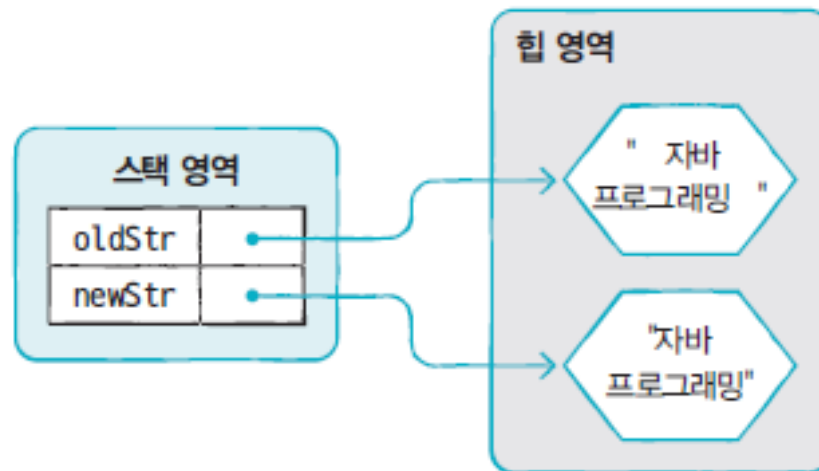 힙 영역
" 자바
프로그래밍 "
스택 영역
oldStr
newStr
"자바
프로그래밍"